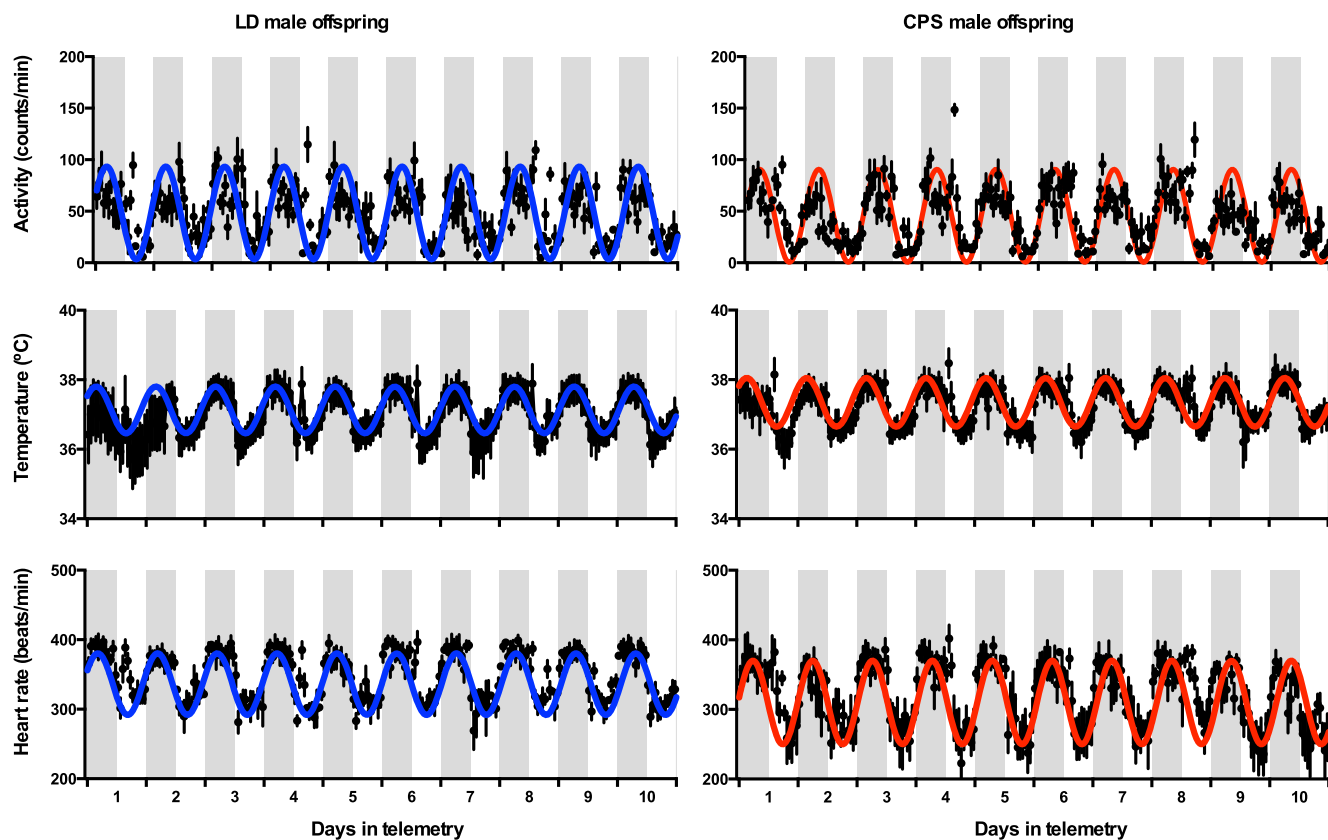 LD male offspring
CPS male offspring
Activity (counts/min)
200
150
100
50
0
200
150
100
50
0
Temperature (ºC)
40
38
36
34
40
38
36
34
Heart rate (beats/min)
500
400
300
200
500
400
300
200
1 2 3 4 5 6 7 8 9 10
1 2 3 4 5 6 7 8 9 10
Days in telemetry
Days in telemetry